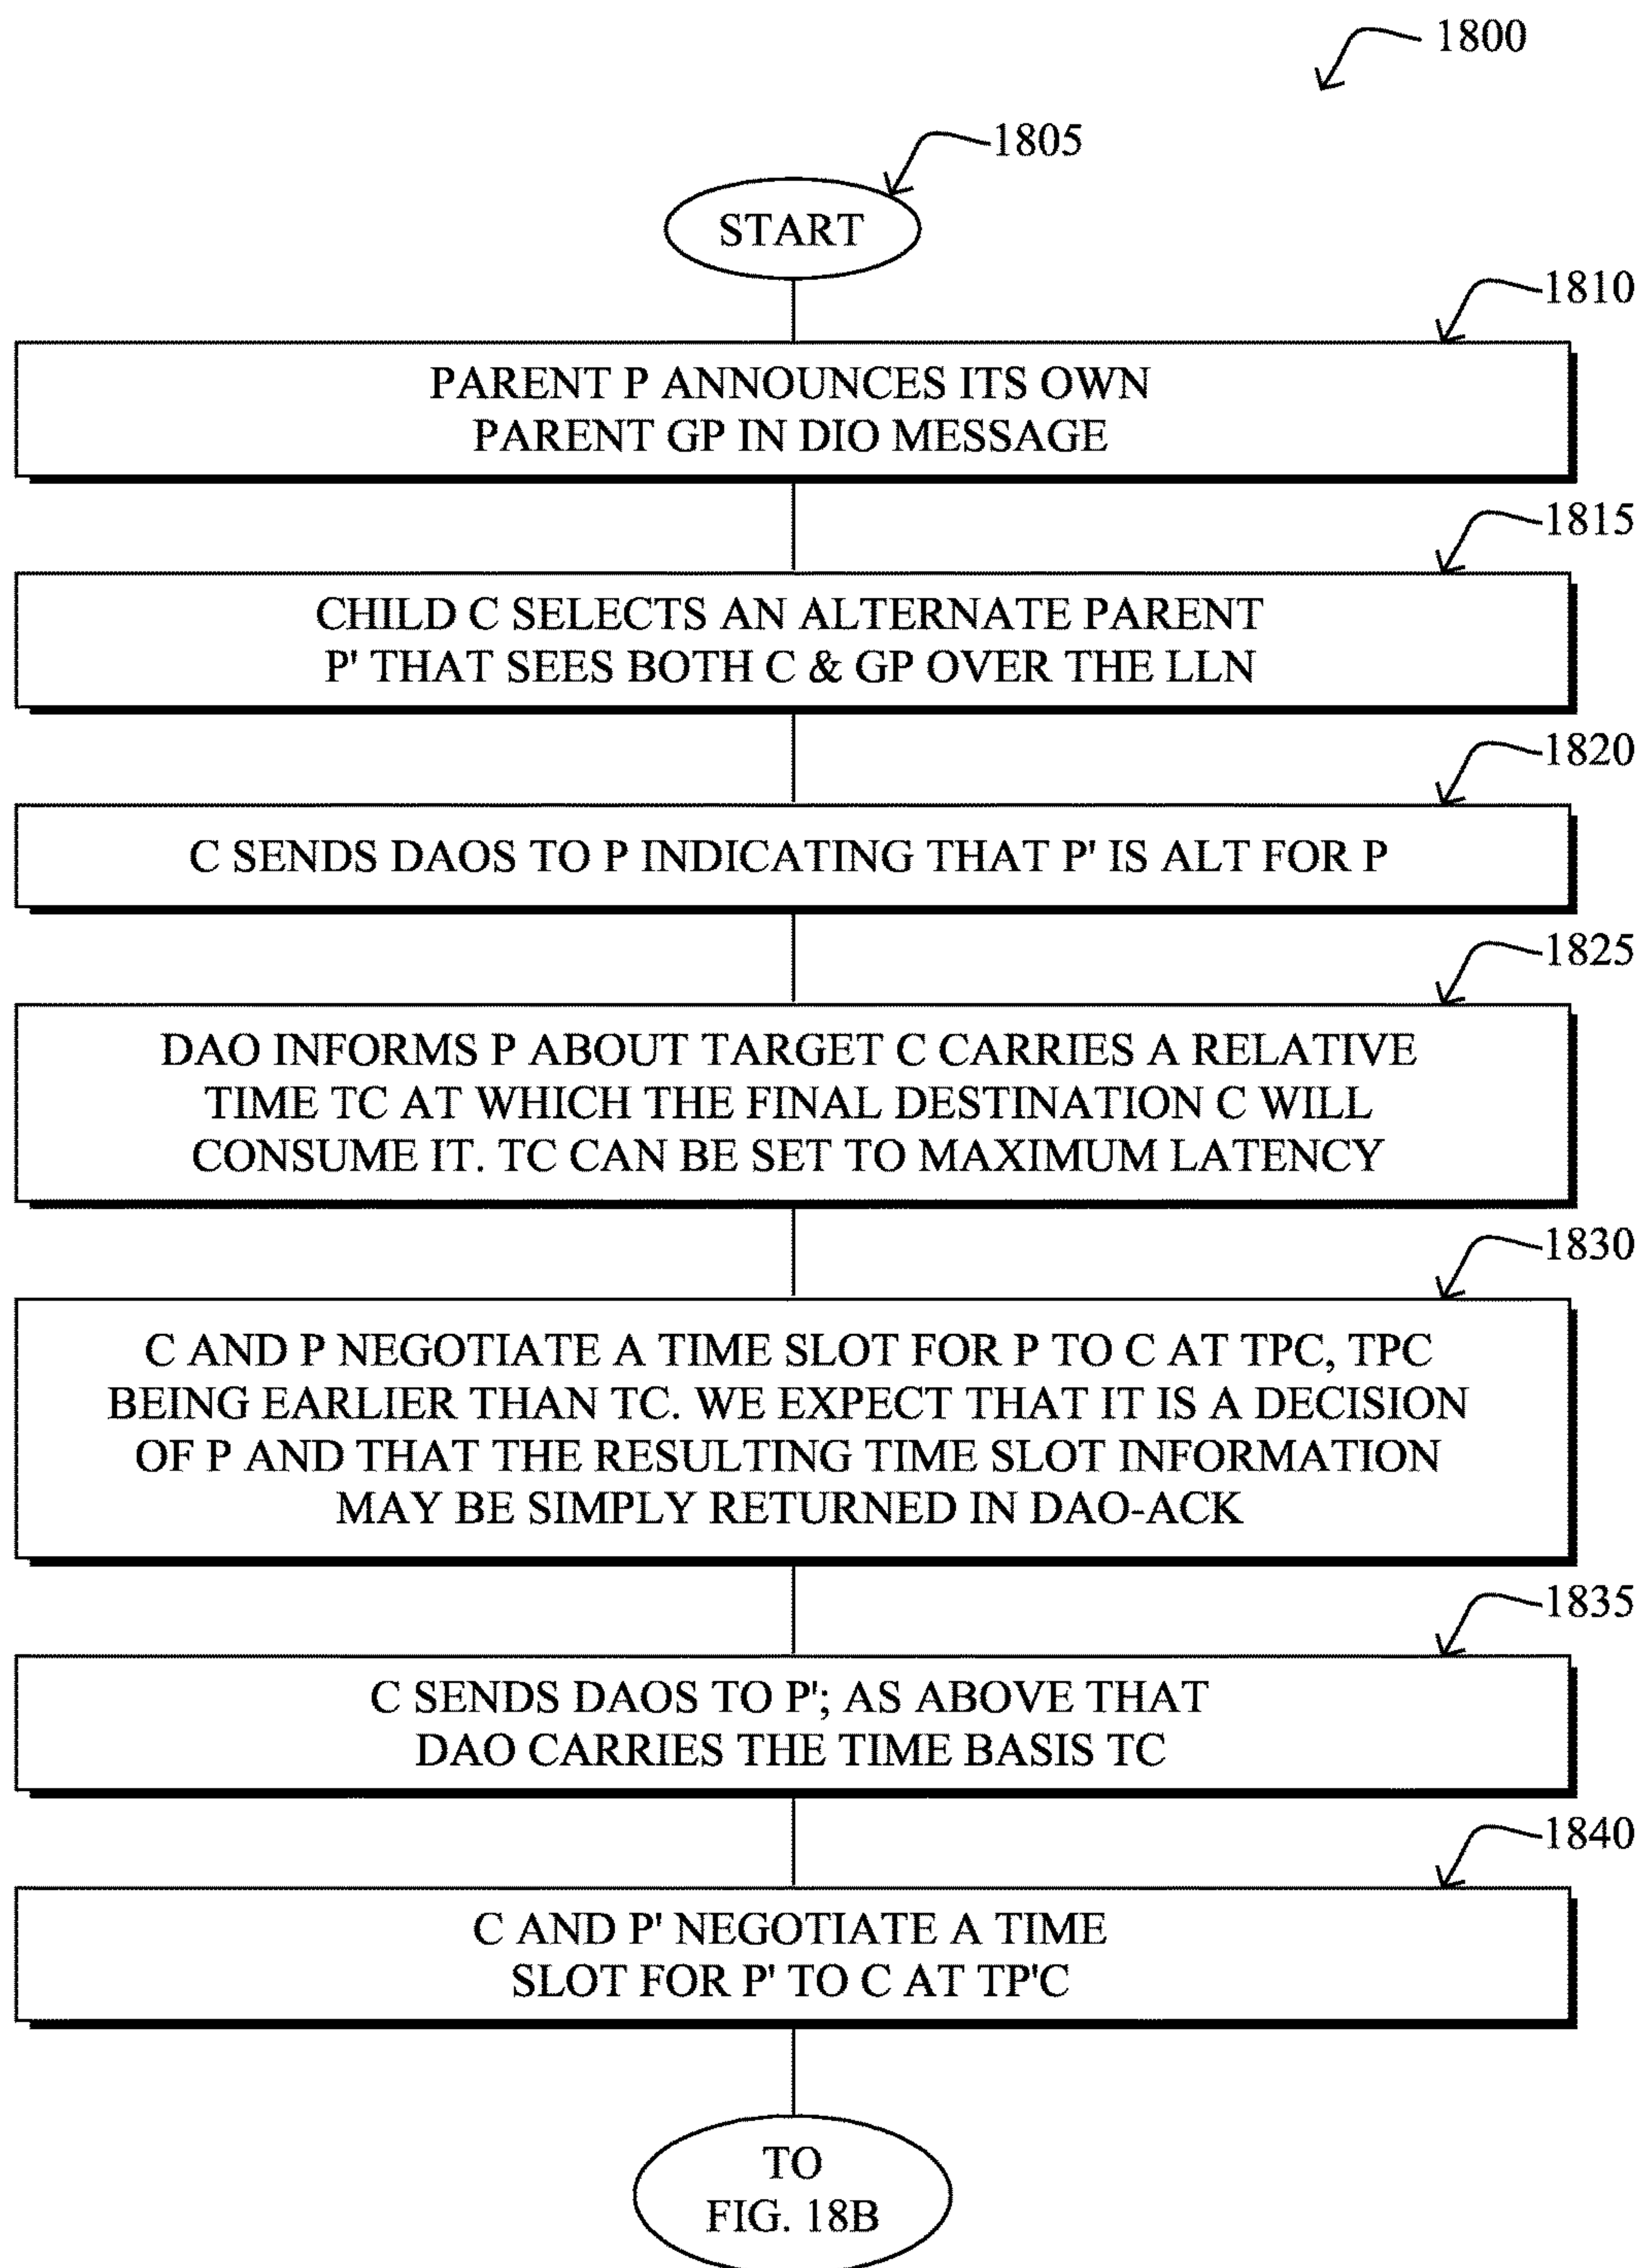 1800
1805
START
1810
PARENT P ANNOUNCES ITS OWN
PARENT GP IN DIO MESSAGE
1815
CHILD C SELECTS AN ALTERNATE PARENT
P' THAT SEES BOTH C & GP OVER THE LLN
1820
C SENDS DAOS TO P INDICATING THAT P' IS ALT FOR P
1825
DAO INFORMS P ABOUT TARGET C CARRIES A RELATIVE
TIME TC AT WHICH THE FINAL DESTINATION C WILL
CONSUME IT. TC CAN BE SET TO MAXIMUM LATENCY
1830
C AND P NEGOTIATE A TIME SLOT FOR P TO C AT TPC, TPC
BEING EARLIER THAN TC. WE EXPECT THAT IT IS A DECISION
OF P AND THAT THE RESULTING TIME SLOT INFORMATION
MAY BE SIMPLY RETURNED IN DAO-ACK
1835
C SENDS DAOS TO P'; AS ABOVE THAT
DAO CARRIES THE TIME BASIS TC
1840
C AND P' NEGOTIATE A TIME
SLOT FOR P' TO C AT TP'C
TO
FIG. 18B